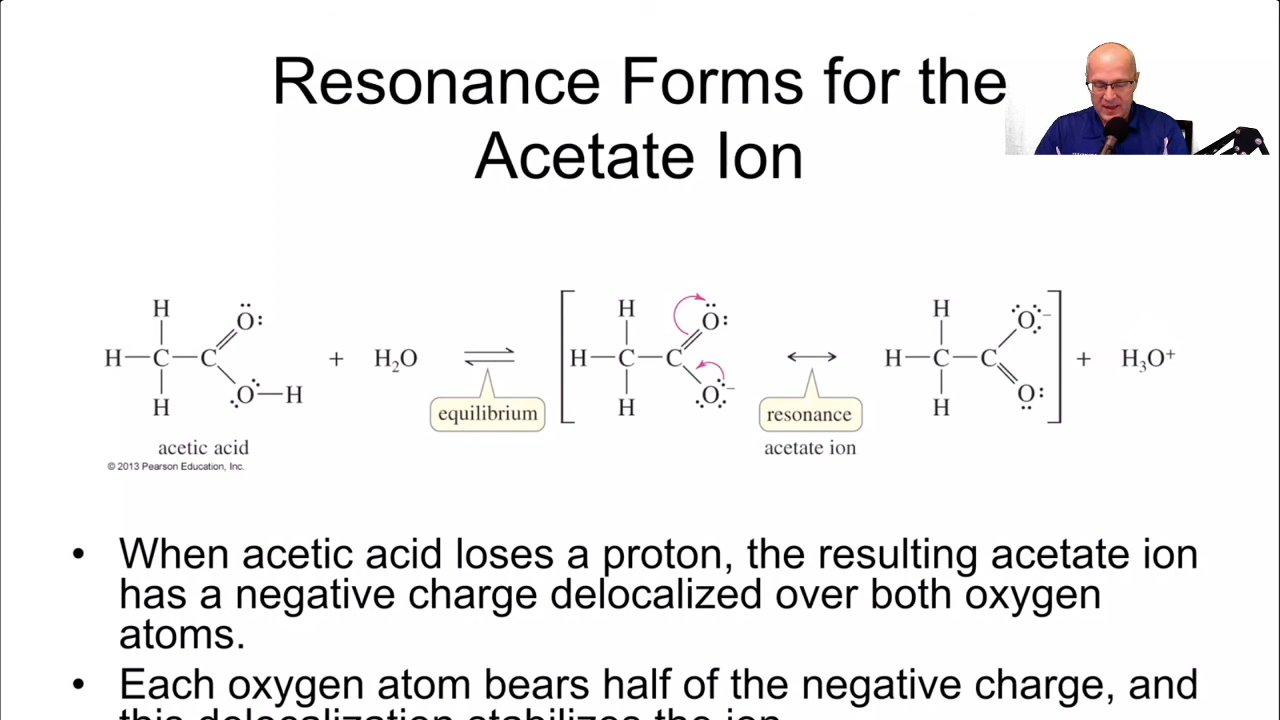 Resonance Forms for the
Acetate Ion
H H H
H—C—C Ö: O—H + H₂O ⇌ [ H—C—C Ö: :Ö:⁻ ↔ H—C—C :Ö:⁻ Ö: ] + H₃O⁺
H H H
equilibrium resonance
acetic acid acetate ion
© 2013 Pearson Education, Inc.
• When acetic acid loses a proton, the resulting acetate ion
has a negative charge delocalized over both oxygen
atoms.
• Each oxygen atom bears half of the negative charge, and
this delocalization stabilizes the ion.